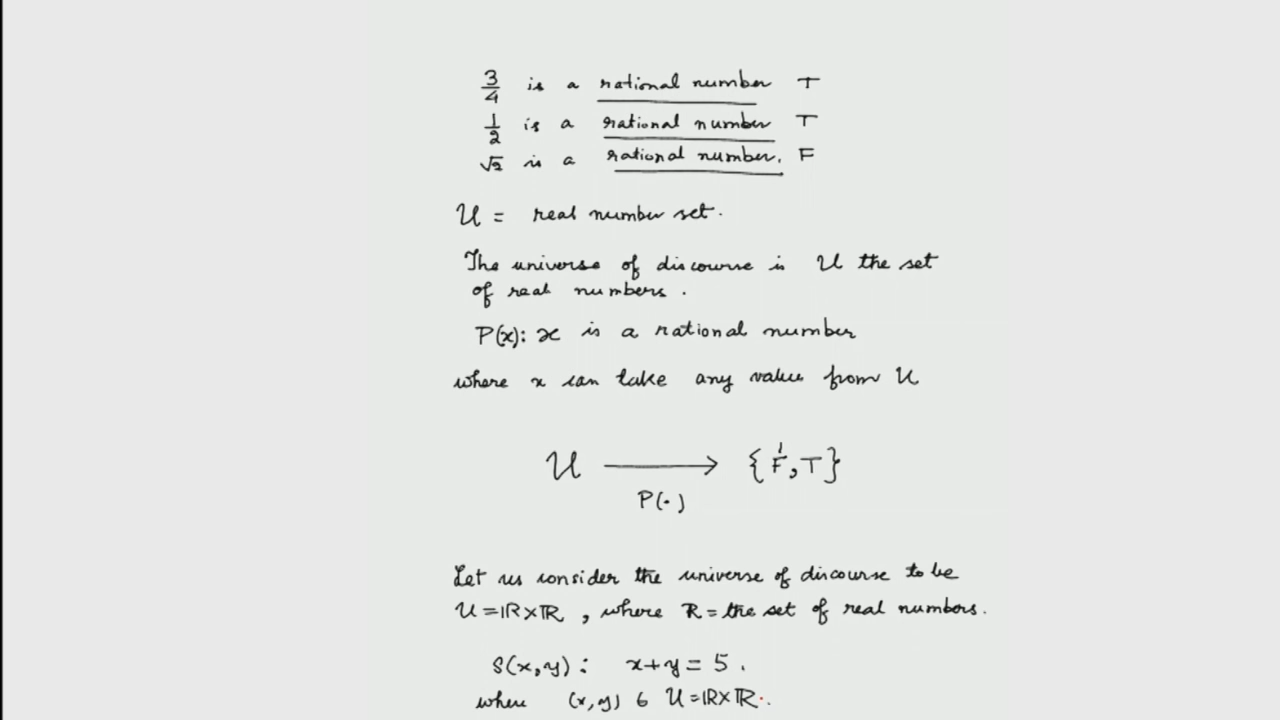 3/4 is a rational number T
1/2 is a rational number T
√2 is a rational number. F
U = real number set.
The universe of discourse is U the set
of real numbers.
P(x): x is a rational number
where x can take any value from U
U ⟶ {F,T}
P(·)
Let us consider the universe of discourse to be
U = ℝ×ℝ, where ℝ = the set of real numbers.
S(x,y): x+y = 5.
where (x,y) ∈ U = ℝ×ℝ.